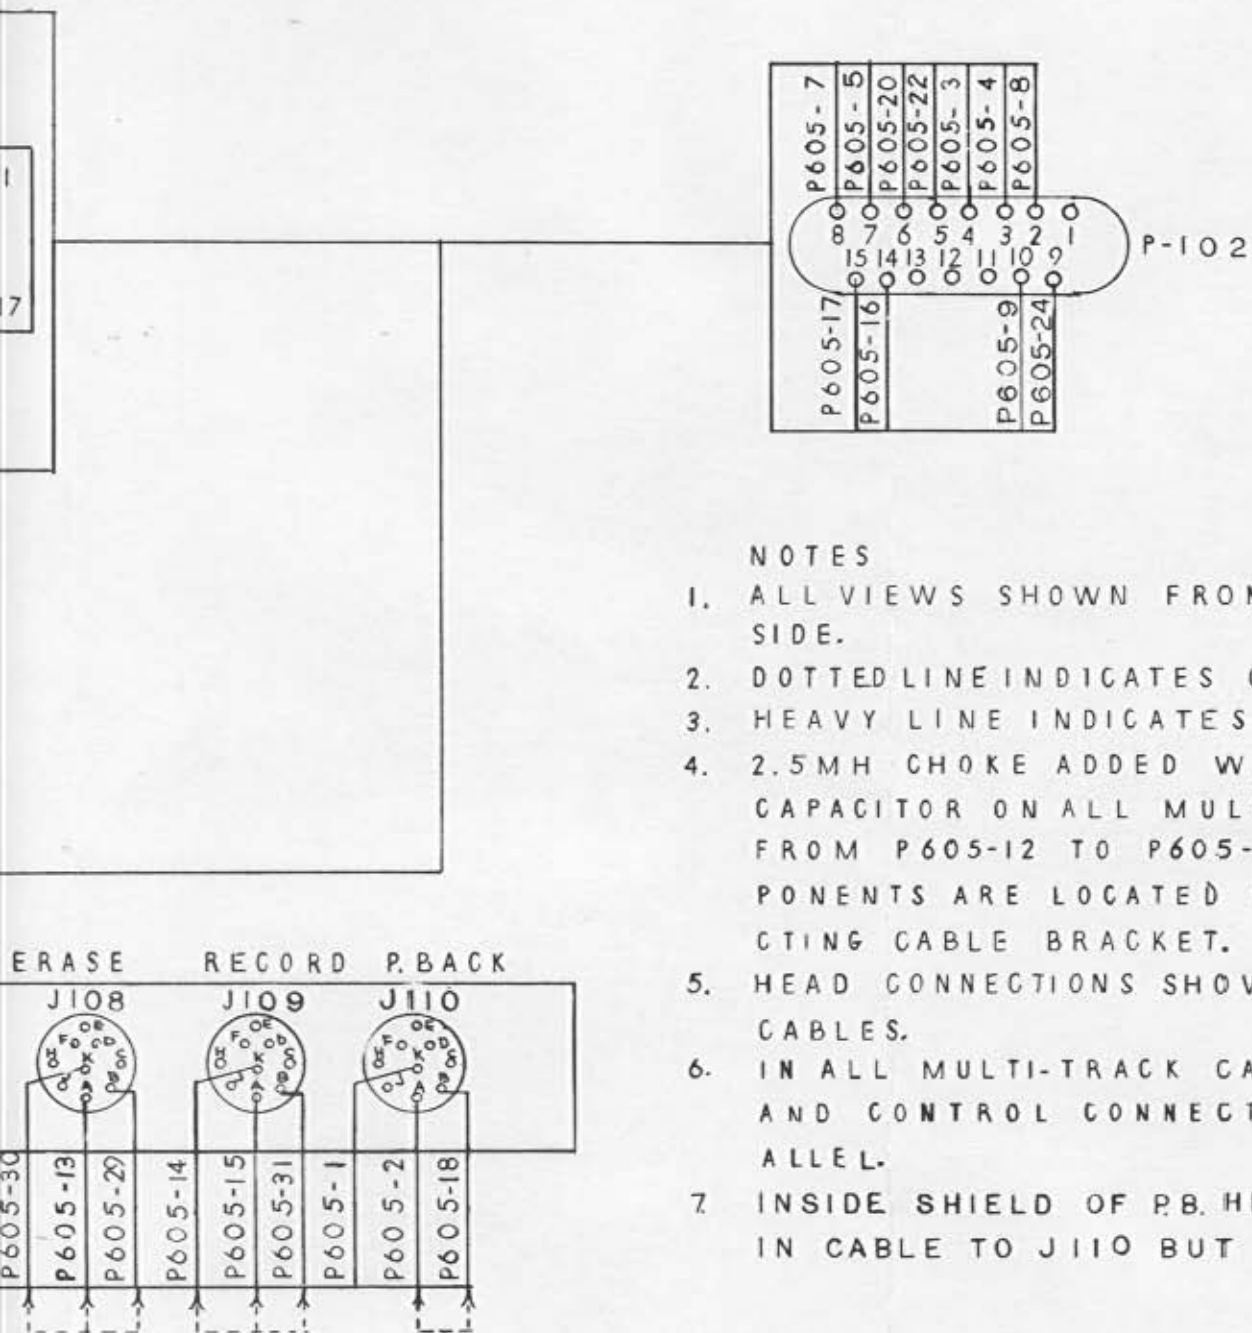 1
17
P605-7
P605-5
P605-20
P605-22
P605-3
P605-4
P605-8
8 7 6 5 4 3 2 1
15 14 13 12 11 10 9
P-102
P605-17
P605-16
P605-9
P605-24
NOTES
1. ALL VIEWS SHOWN FROM
SIDE.
2. DOTTED LINE INDICATES
3. HEAVY LINE INDICATES
4. 2.5MH CHOKE ADDED W
CAPACITOR ON ALL MUL
FROM P605-12 TO P605-
PONENTS ARE LOCATED
CTING CABLE BRACKET.
5. HEAD CONNECTIONS SHOW
CABLES.
6. IN ALL MULTI-TRACK CA
AND CONTROL CONNECT
ALLEL.
7. INSIDE SHIELD OF P.B. H
IN CABLE TO J110 BUT
ERASE RECORD P.BACK
J108 J109 J110
E F D H K S J A B
E F D H K S J A B
E F D H K S J A B
P605-30
P605-13
P605-29
P605-14
P605-15
P605-31
P605-1
P605-2
P605-18